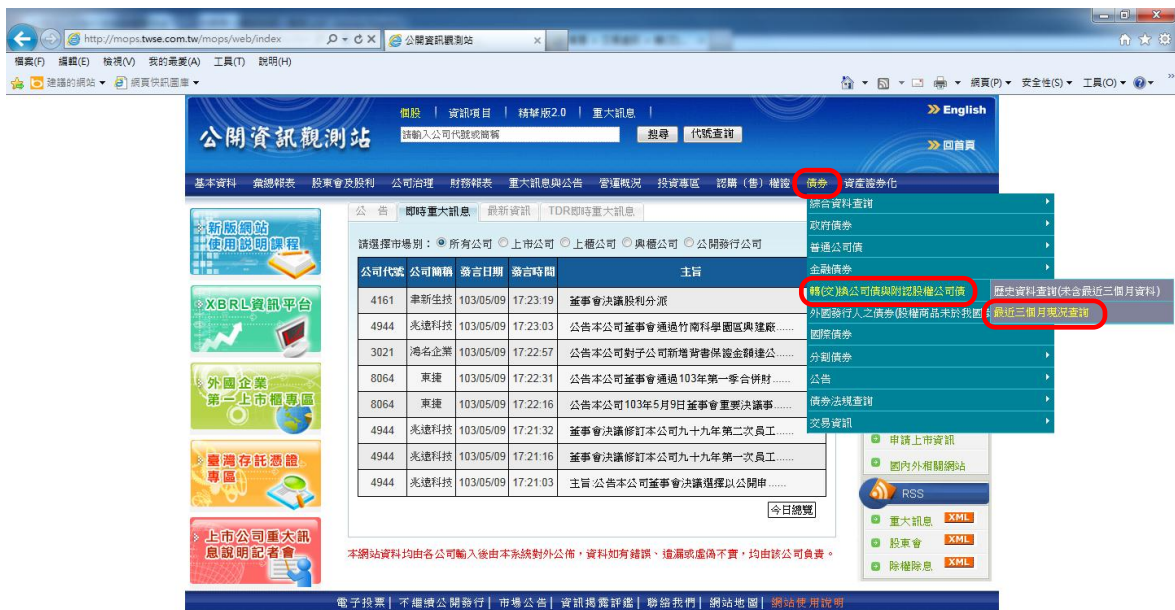 http://mops.twse.com.tw/mops/web/index
公開資訊觀測站
檔案(F) 編輯(E) 檢視(V) 我的最愛(A) 工具(T) 說明(H)
建議的網站 網頁快訊圖庫
網頁(P) 安全性(S) 工具(O)
個股 | 資訊項目 | 精華版2.0 | 重大訊息 |
English
公開資訊觀測站
請輸入公司代號或簡稱
搜尋 代號查詢
回首頁
基本資料 彙總報表 股東會及股利 公司治理 財務報表 重大訊息與公告 營運概況 投資專區 認購（售）權證 債券 資產證券化
新版網站
使用說明課程
XBRL資訊平台
外國企業
第一上市櫃專區
臺灣存託憑證
專區
上市公司重大訊
息說明記者會
公 告 即時重大訊息 最新資訊 TDR即時重大訊息
請選擇市場別： 所有公司 上市公司 上櫃公司 興櫃公司 公開發行公司
公司代號 公司簡稱 發言日期 發言時間 主旨
4161 聿新生技 103/05/09 17:23:19 董事會決議股利分派
4944 兆遠科技 103/05/09 17:23:03 公告本公司董事會通過竹南科學園區興建廠......
3021 鴻名企業 103/05/09 17:22:57 公告本公司對子公司新增背書保證金額達公......
8064 東捷 103/05/09 17:22:31 公告本公司董事會通過103年第一季合併財......
8064 東捷 103/05/09 17:22:16 公告本公司103年5月9日董事會重要決議事......
4944 兆遠科技 103/05/09 17:21:32 董事會決議修訂本公司九十九年第二次員工......
4944 兆遠科技 103/05/09 17:21:16 董事會決議修訂本公司九十九年第一次員工......
4944 兆遠科技 103/05/09 17:21:03 主旨:公告本公司董事會決議選擇以公開申......
今日總覽
本網站資料均由各公司輸入後由本系統對外公佈，資料如有錯誤、遺漏或虛偽不實，均由該公司負責。
綜合資料查詢
政府債券
普通公司債
金融債券
轉(交)換公司債與附認股權公司債
歷史資料查詢(未含最近三個月資料)
外國發行人之債券(股權商品未於我國
最近三個月現況查詢
國際債券
分割債券
公告
債券法規查詢
交易資訊
申請上市資訊
國內外相關網站
RSS
重大訊息 XML
股東會 XML
除權除息 XML
電子投票| 不繼續公開發行| 市場公告| 資訊揭露評鑑| 聯絡我們| 網站地圖| 網站使用說明